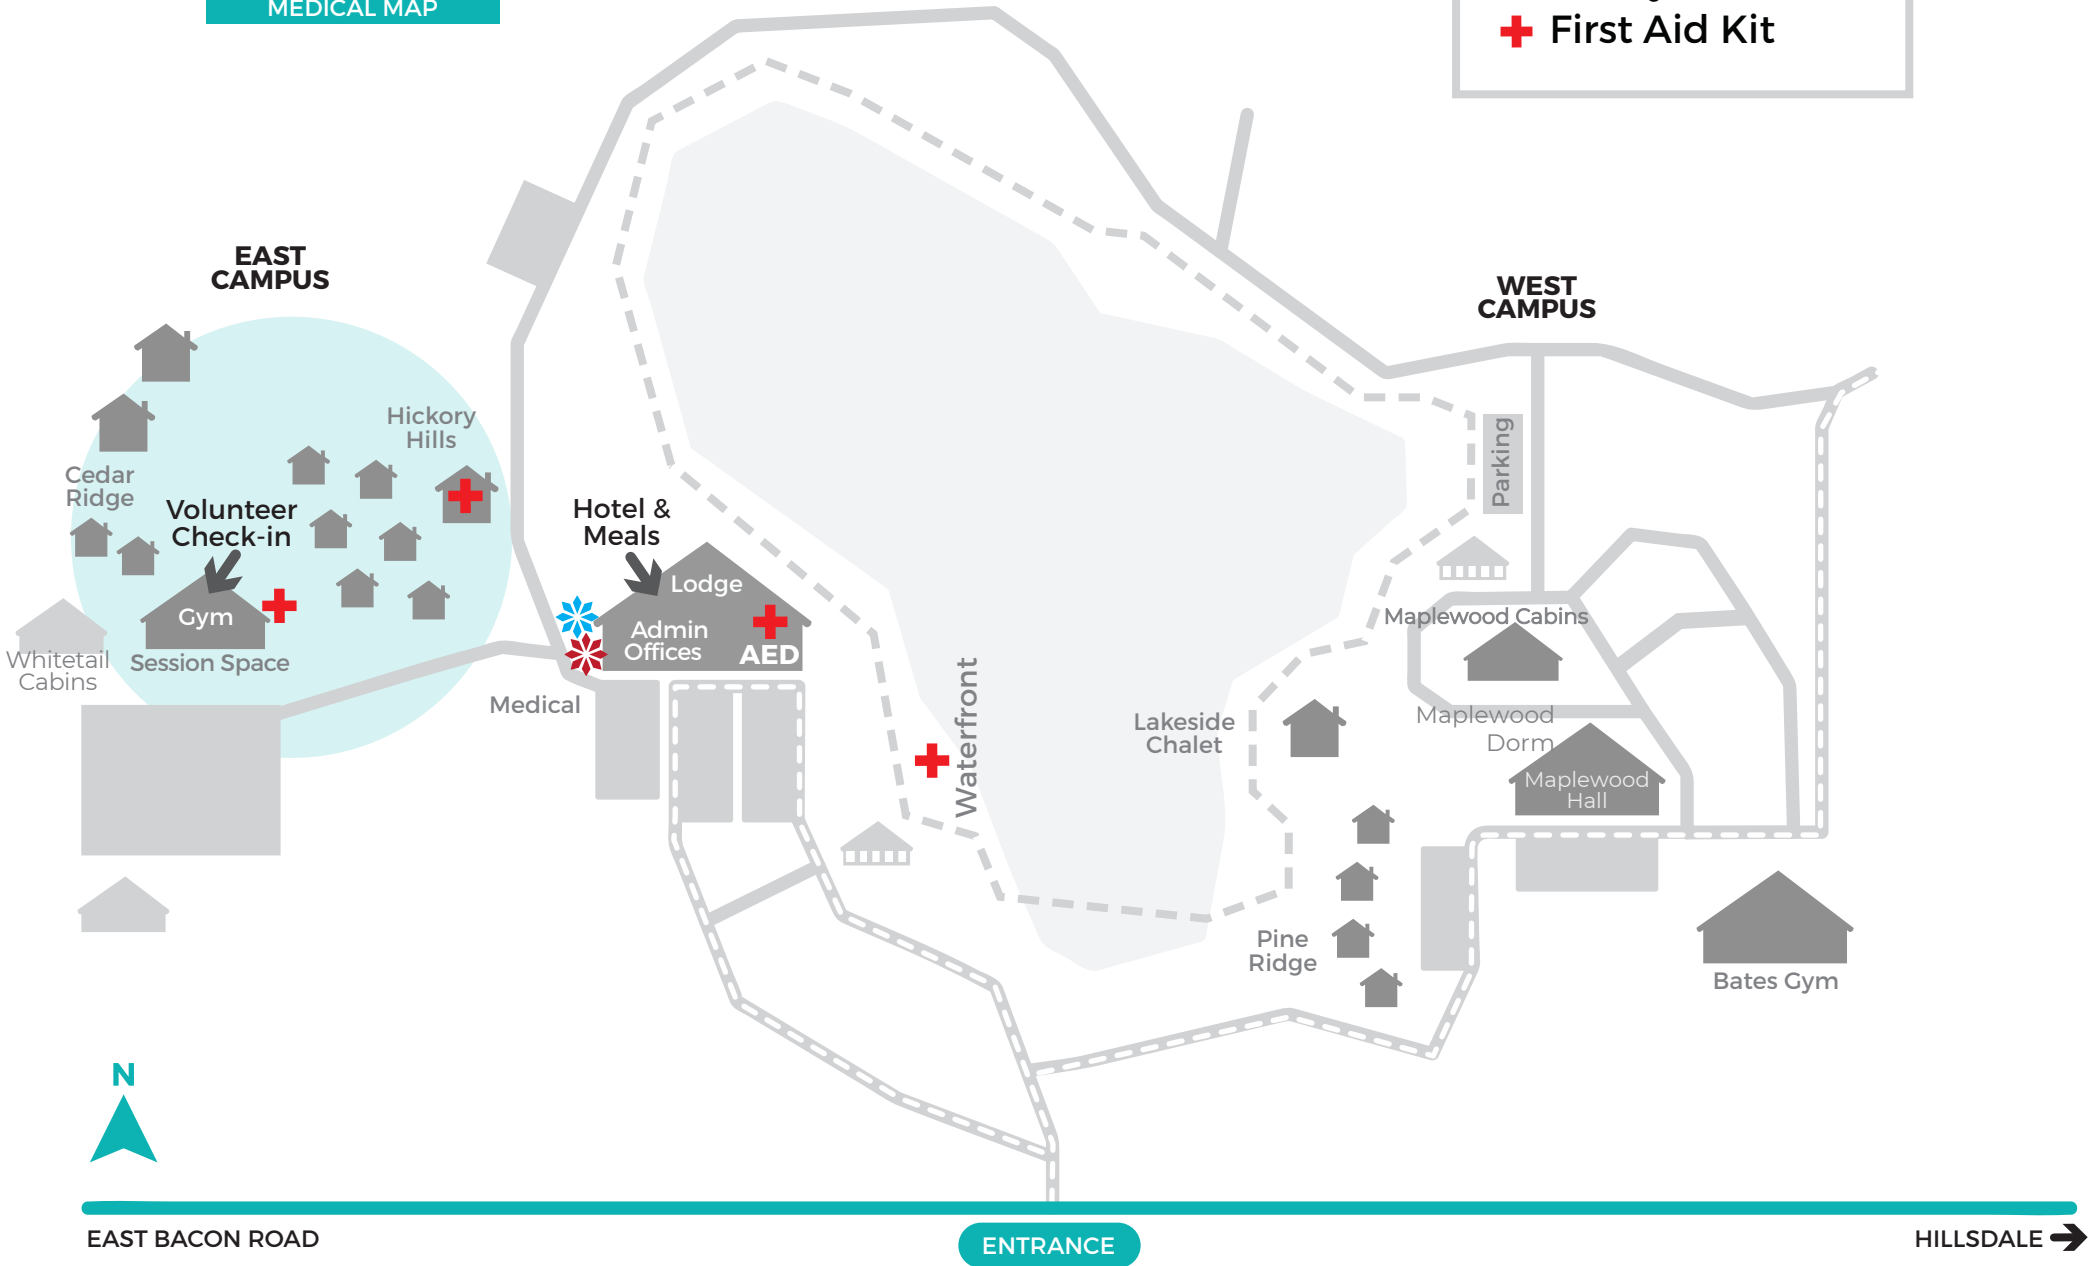 MEDICAL MAP
First Aid Kit
EAST
CAMPUS
WEST
CAMPUS
Hickory
Hills
Cedar
Ridge
Volunteer
Check-in
Gym
Session Space
Whitetail
Cabins
Hotel &
Meals
Lodge
Admin
Offices
AED
Medical
Waterfront
Parking
Maplewood Cabins
Lakeside
Chalet
Maplewood
Dorm
Maplewood
Hall
Pine
Ridge
Bates Gym
N
EAST BACON ROAD
ENTRANCE
HILLSDALE